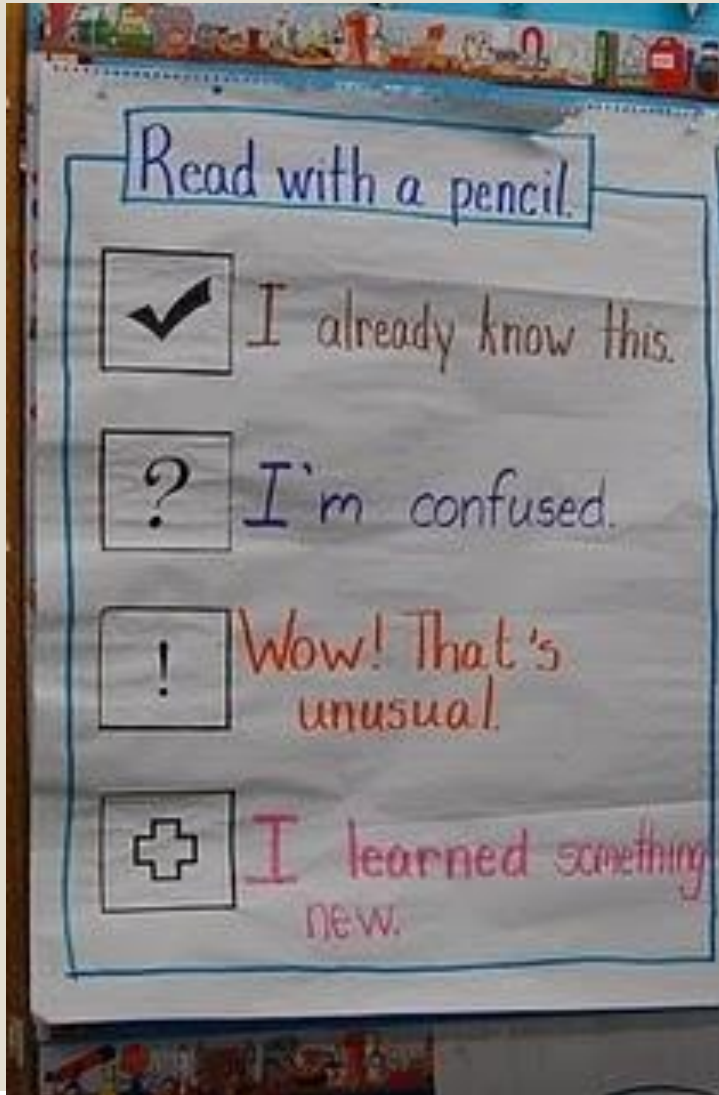 Read with a pencil.
✓ I already know this.
? I'm confused.
! Wow! That's
unusual.
I learned something
new.